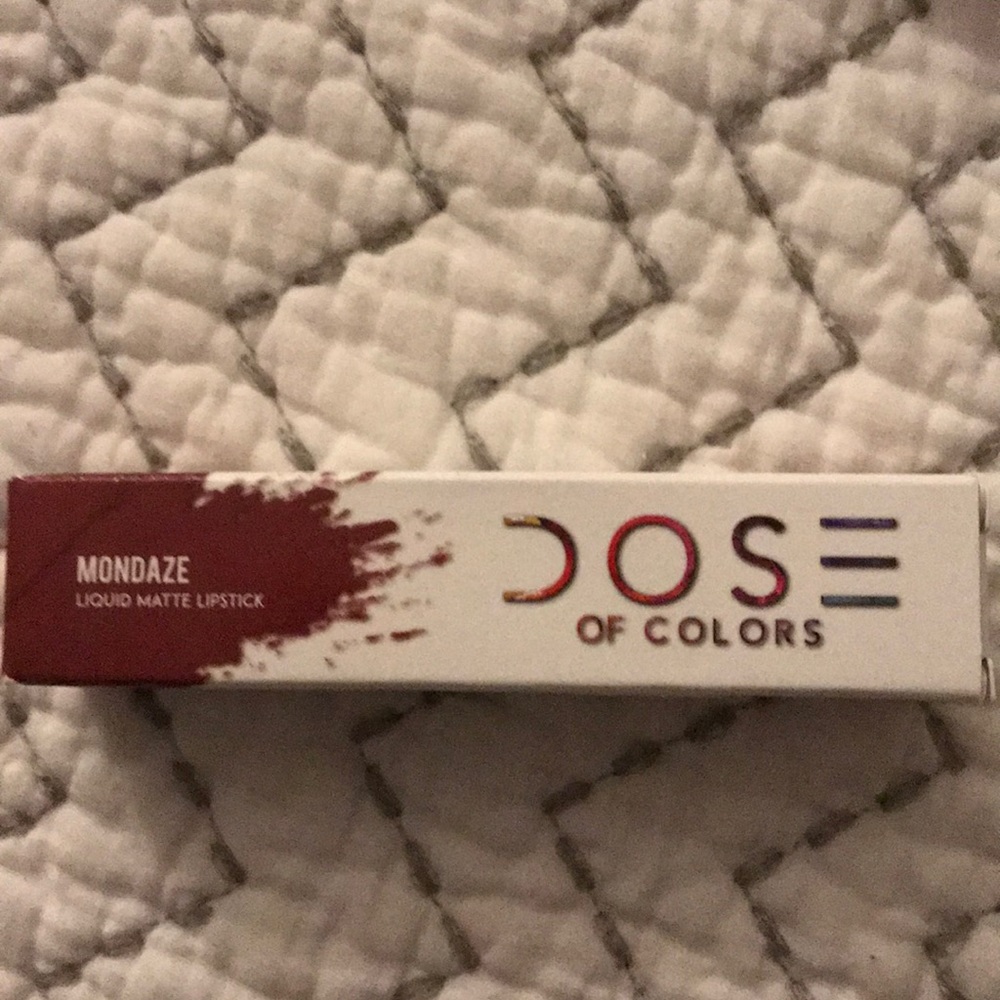 MONDAZE
LIQUID MATTE LIPSTICK
DOSE
OF COLORS